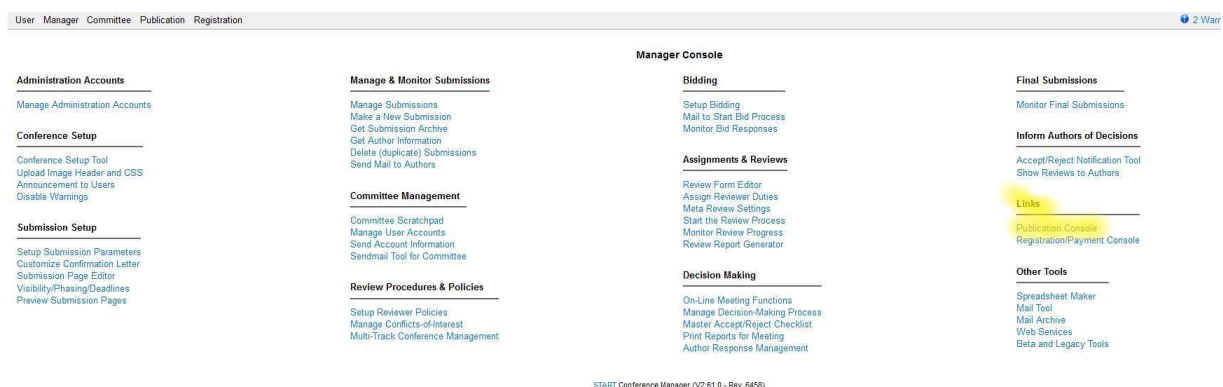 User Manager Committee Publication Registration
2 Warn
Manager Console
Administration Accounts
Manage Administration Accounts
Conference Setup
Conference Setup Tool
Upload Image Header and CSS
Announcement to Users
Disable Warnings
Submission Setup
Setup Submission Parameters
Customize Confirmation Letter
Submission Page Editor
Visibility/Phasing/Deadlines
Preview Submission Pages
Manage & Monitor Submissions
Manage Submissions
Make a New Submission
Get Submission Archive
Get Author Information
Delete (duplicate) Submissions
Send Mail to Authors
Committee Management
Committee Scratchpad
Manage User Accounts
Send Account Information
Sendmail Tool for Committee
Review Procedures & Policies
Setup Reviewer Policies
Manage Conflicts-of-Interest
Multi-Track Conference Management
Bidding
Setup Bidding
Mail to Start Bid Process
Monitor Bid Responses
Assignments & Reviews
Review Form Editor
Assign Reviewer Duties
Meta Review Settings
Start the Review Process
Monitor Review Progress
Review Report Generator
Decision Making
On-Line Meeting Functions
Manage Decision-Making Process
Master Accept/Reject Checklist
Print Reports for Meeting
Author Response Management
Final Submissions
Monitor Final Submissions
Inform Authors of Decisions
Accept/Reject Notification Tool
Show Reviews to Authors
Links
Publication Console
Registration/Payment Console
Other Tools
Spreadsheet Maker
Mail Tool
Mail Archive
Web Services
Beta and Legacy Tools
START Conference Manager (V2.61.0 - Rev. 6458)